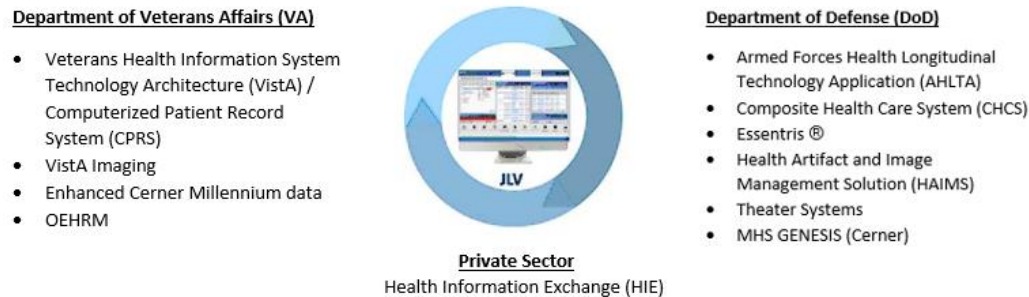 Department of Veterans Affairs (VA)
• Veterans Health Information System
Technology Architecture (VistA) /
Computerized Patient Record
System (CPRS)
• VistA Imaging
• Enhanced Cerner Millennium data
• OEHRM
JLV
Private Sector
Health Information Exchange (HIE)
Department of Defense (DoD)
• Armed Forces Health Longitudinal
Technology Application (AHLTA)
• Composite Health Care System (CHCS)
• Essentris ®
• Health Artifact and Image
Management Solution (HAIMS)
• Theater Systems
• MHS GENESIS (Cerner)